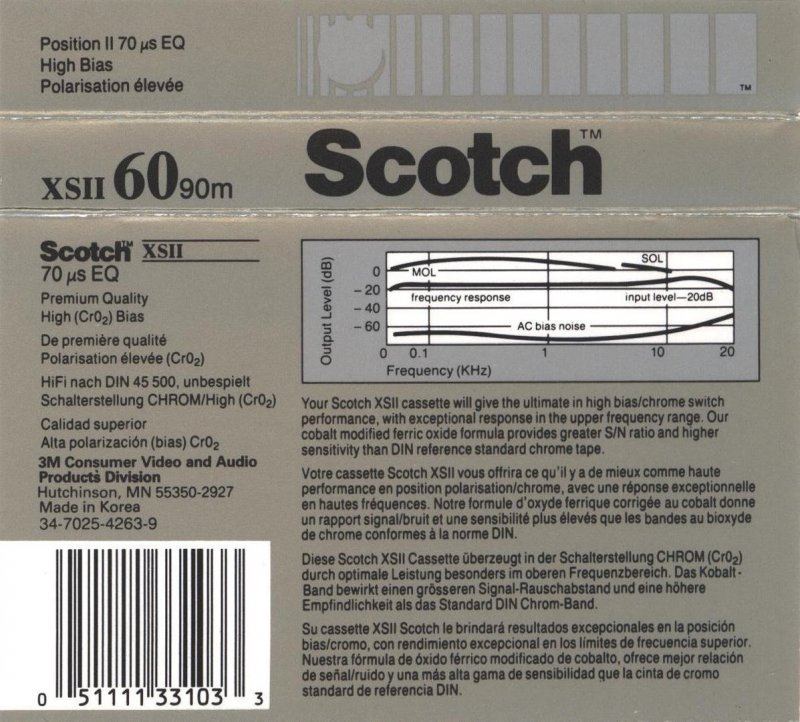 Position II 70 µs EQ
High Bias
Polarisation élevée
TM
XSII 60 90m
Scotch™
Scotch™ XSII
70 µs EQ
Premium Quality
High (CrO₂) Bias
De première qualité
Polarisation élevée (CrO₂)
HiFi nach DIN 45 500, unbespielt
Schalterstellung CHROM/High (CrO₂)
Calidad superior
Alta polarización (bias) CrO₂
3M Consumer Video and Audio
Products Division
Hutchinson, MN 55350-2927
Made in Korea
34-7025-4263-9
0 51111 33103 3
Output Level (dB)
0
– 20
– 40
– 60
MOL
SOL
frequency response
input level—20dB
AC bias noise
0 0.1 1 10 20
Frequency (KHz)
Your Scotch XSII cassette will give the ultimate in high bias/chrome switch
performance, with exceptional response in the upper frequency range. Our
cobalt modified ferric oxide formula provides greater S/N ratio and higher
sensitivity than DIN reference standard chrome tape.
Votre cassette Scotch XSII vous offrira ce qu'il y a de mieux comme haute
performance en position polarisation/chrome, avec une réponse exceptionnelle
en hautes fréquences. Notre formule d'oxyde ferrique corrigée au cobalt donne
un rapport signal/bruit et une sensibilité plus élevés que les bandes au bioxyde
de chrome conformes à la norme DIN.
Diese Scotch XSII Cassette überzeugt in der Schalterstellung CHROM (CrO₂)
durch optimale Leistung besonders im oberen Frequenzbereich. Das Kobalt-
Band bewirkt einen grösseren Signal-Rauschabstand und eine höhere
Empfindlichkeit als das Standard DIN Chrom-Band.
Su cassette XSII Scotch le brindará resultados excepcionales en la posición
bias/cromo, con rendimiento excepcional en los límites de frecuencia superior.
Nuestra fórmula de óxido férrico modificado de cobalto, ofrece mejor relación
de señal/ruido y una más alta gama de sensibilidad que la cinta de cromo
standard de referencia DIN.